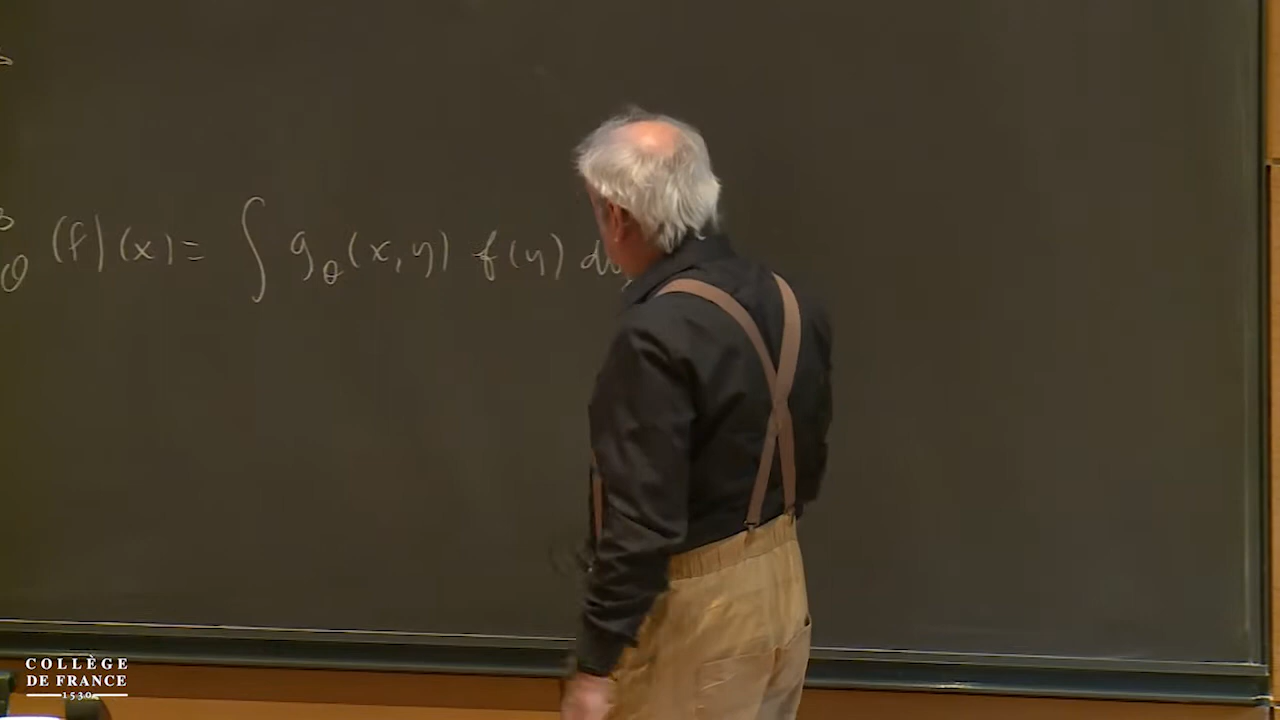 θ (f)(x) = ∫ g_θ(x,y) f(y) d
COLLÈGE
DE FRANCE
1530